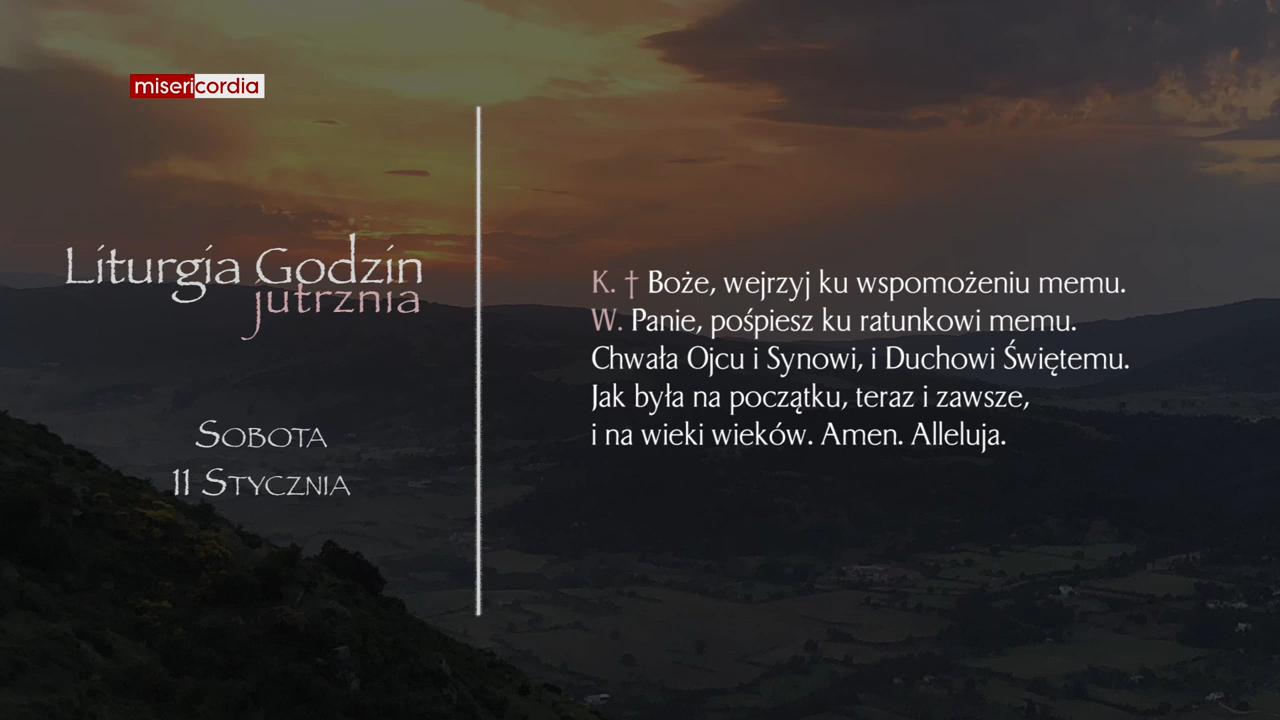 misericordia
Liturgia Godzin
jutrznia
Sobota
11 Stycznia
K. † Boże, wejrzyj ku wspomożeniu memu.
W. Panie, pośpiesz ku ratunkowi memu.
Chwała Ojcu i Synowi, i Duchowi Świętemu.
Jak była na początku, teraz i zawsze,
i na wieki wieków. Amen. Alleluja.